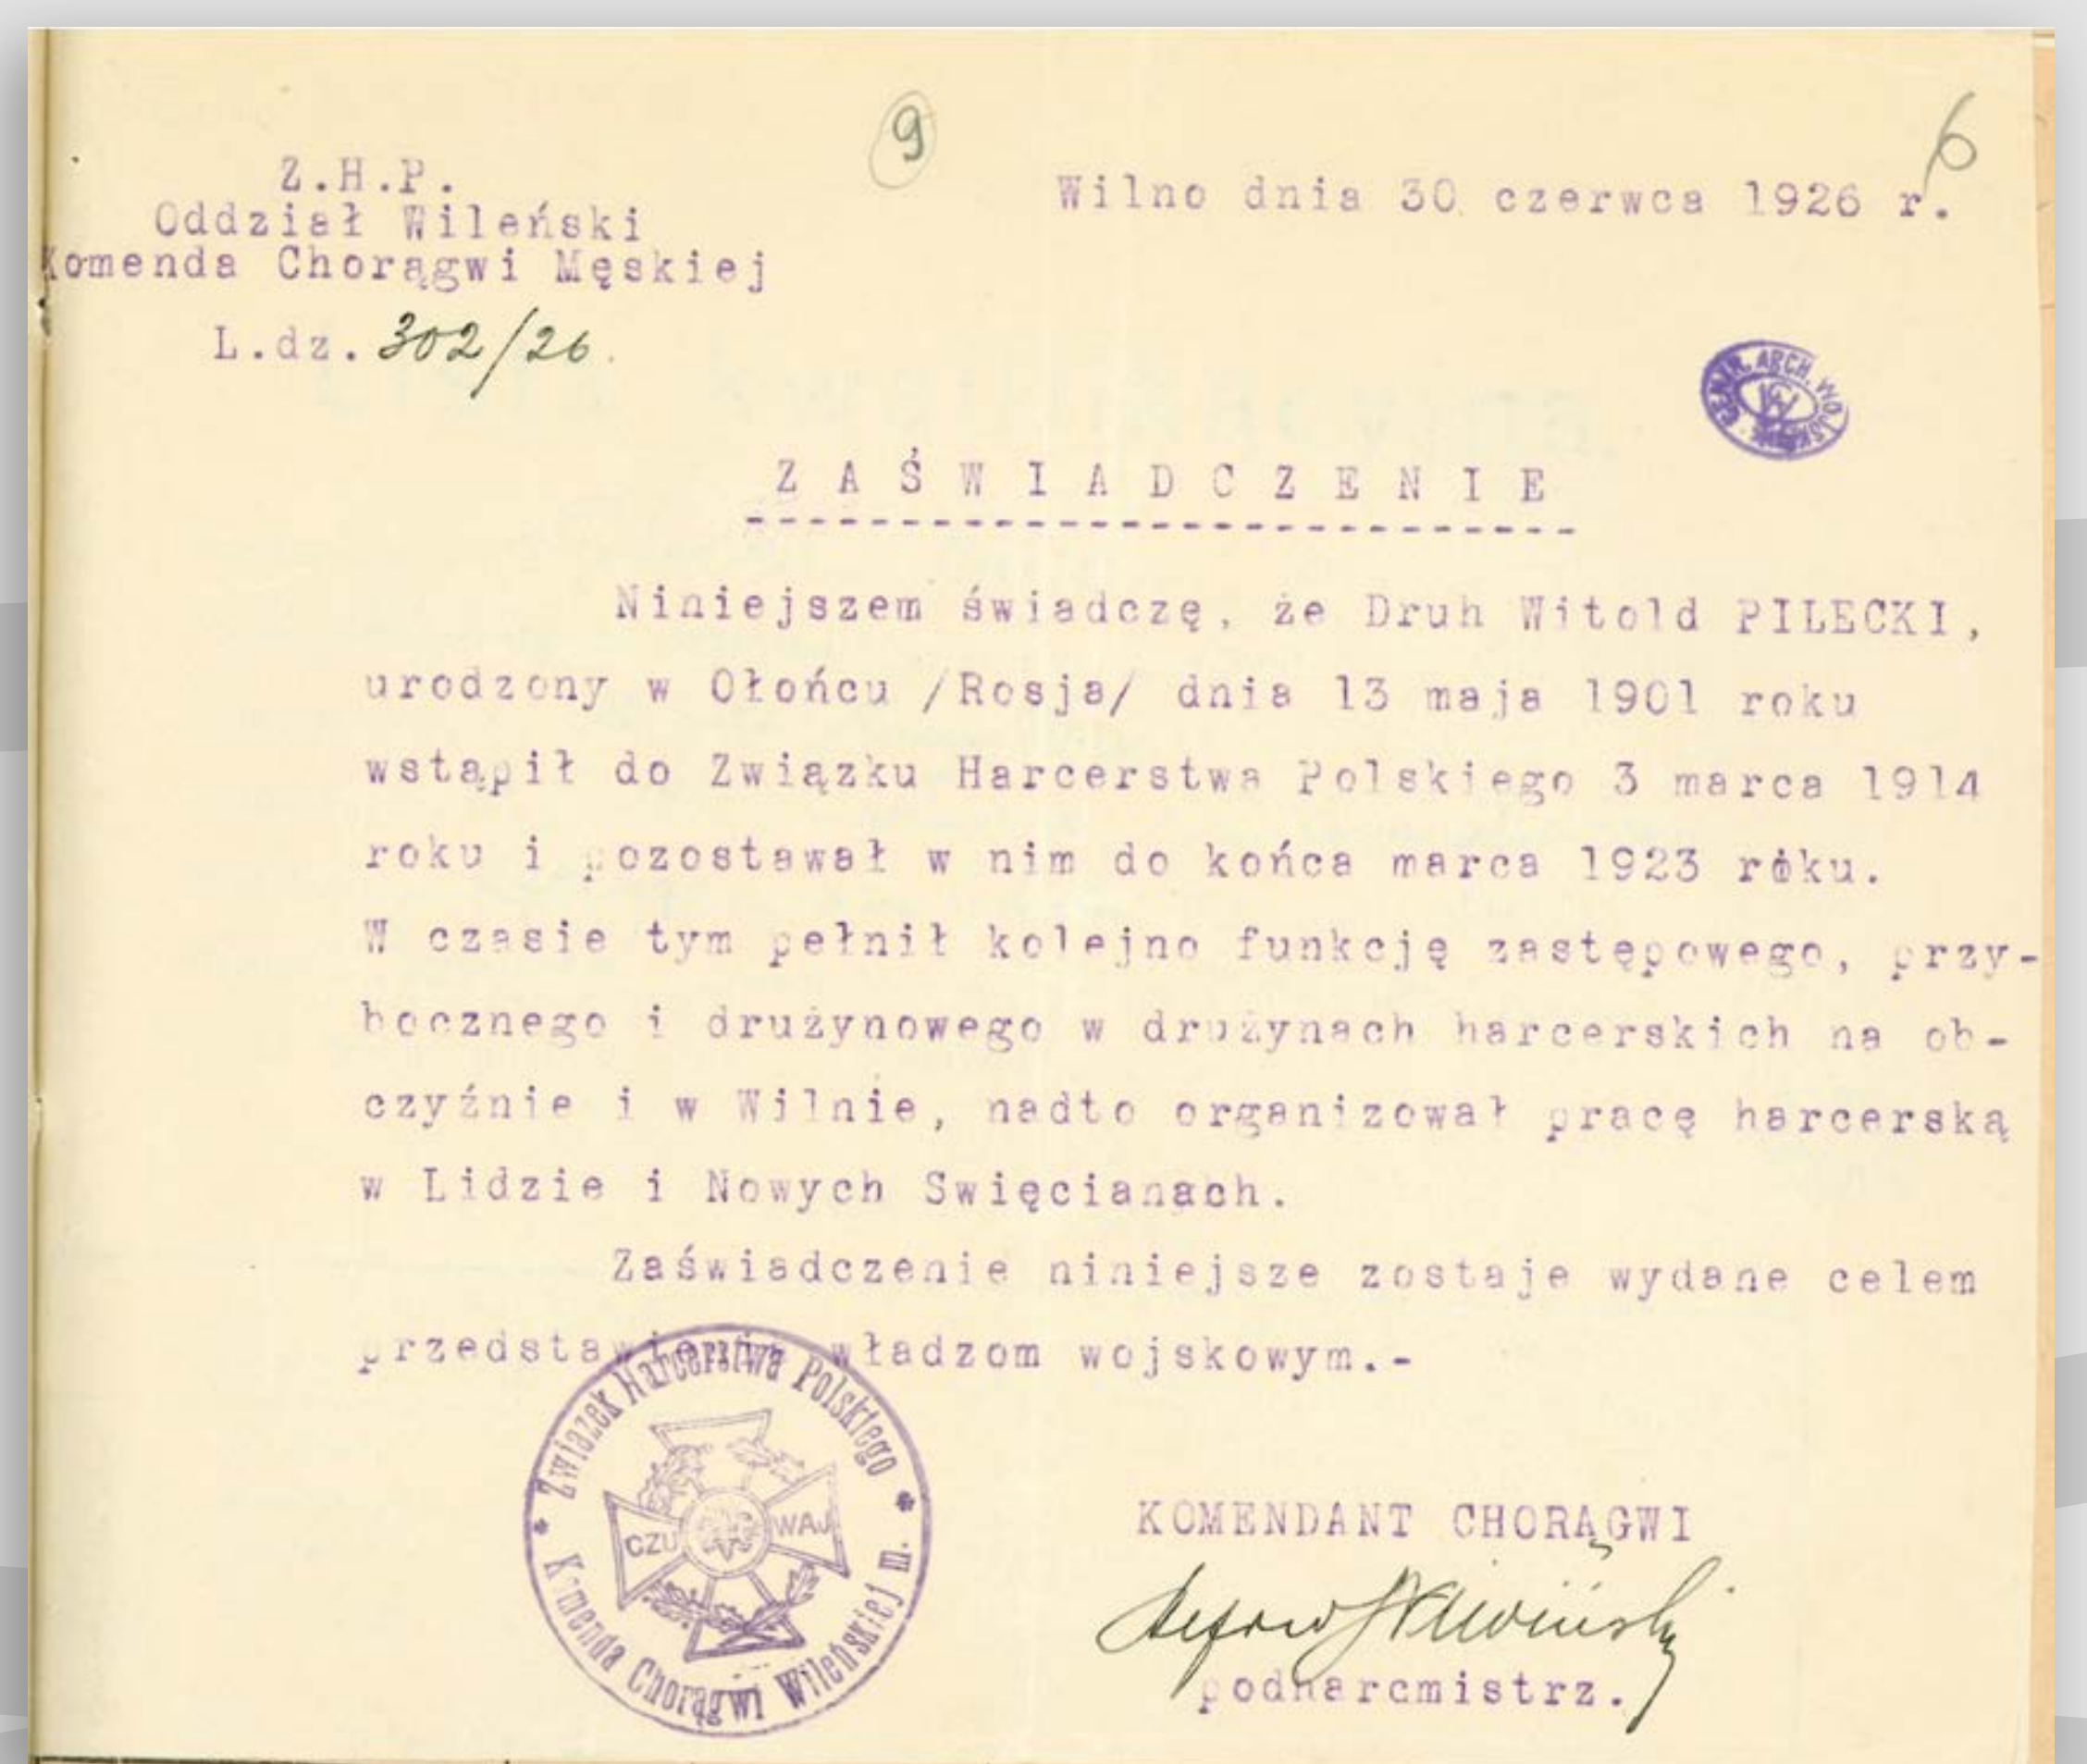 9
6
Z.H.P.
Oddział Wileński
Komenda Chorągwi Męskiej
L.dz. 302/26.
Wilno dnia 30 czerwca 1926 r.
CENTR. ARCH. WOJSKOWE
ZAŚWIADCZENIE
Niniejszem świadczę, że Druh Witold PILECKI,
urodzony w Ołońcu /Rosja/ dnia 13 maja 1901 roku
wstąpił do Związku Harcerstwa Polskiego 3 marca 1914
roku i pozostawał w nim do końca marca 1923 roku.
W czasie tym pełnił kolejno funkcję zastępowego, przy-
bocznego i drużynowego w drużynach harcerskich na ob-
czyźnie i w Wilnie, nadto organizował pracę harcerską
w Lidzie i Nowych Swięcianach.
Zaświadczenie niniejsze zostaje wydane celem
przedstawienia władzom wojskowym.-
Związek Harcerstwa Polskiego
CZU WAJ
Komenda Chorągwi Wileńskiej m.
KOMENDANT CHORĄGWI
podharcmistrz.